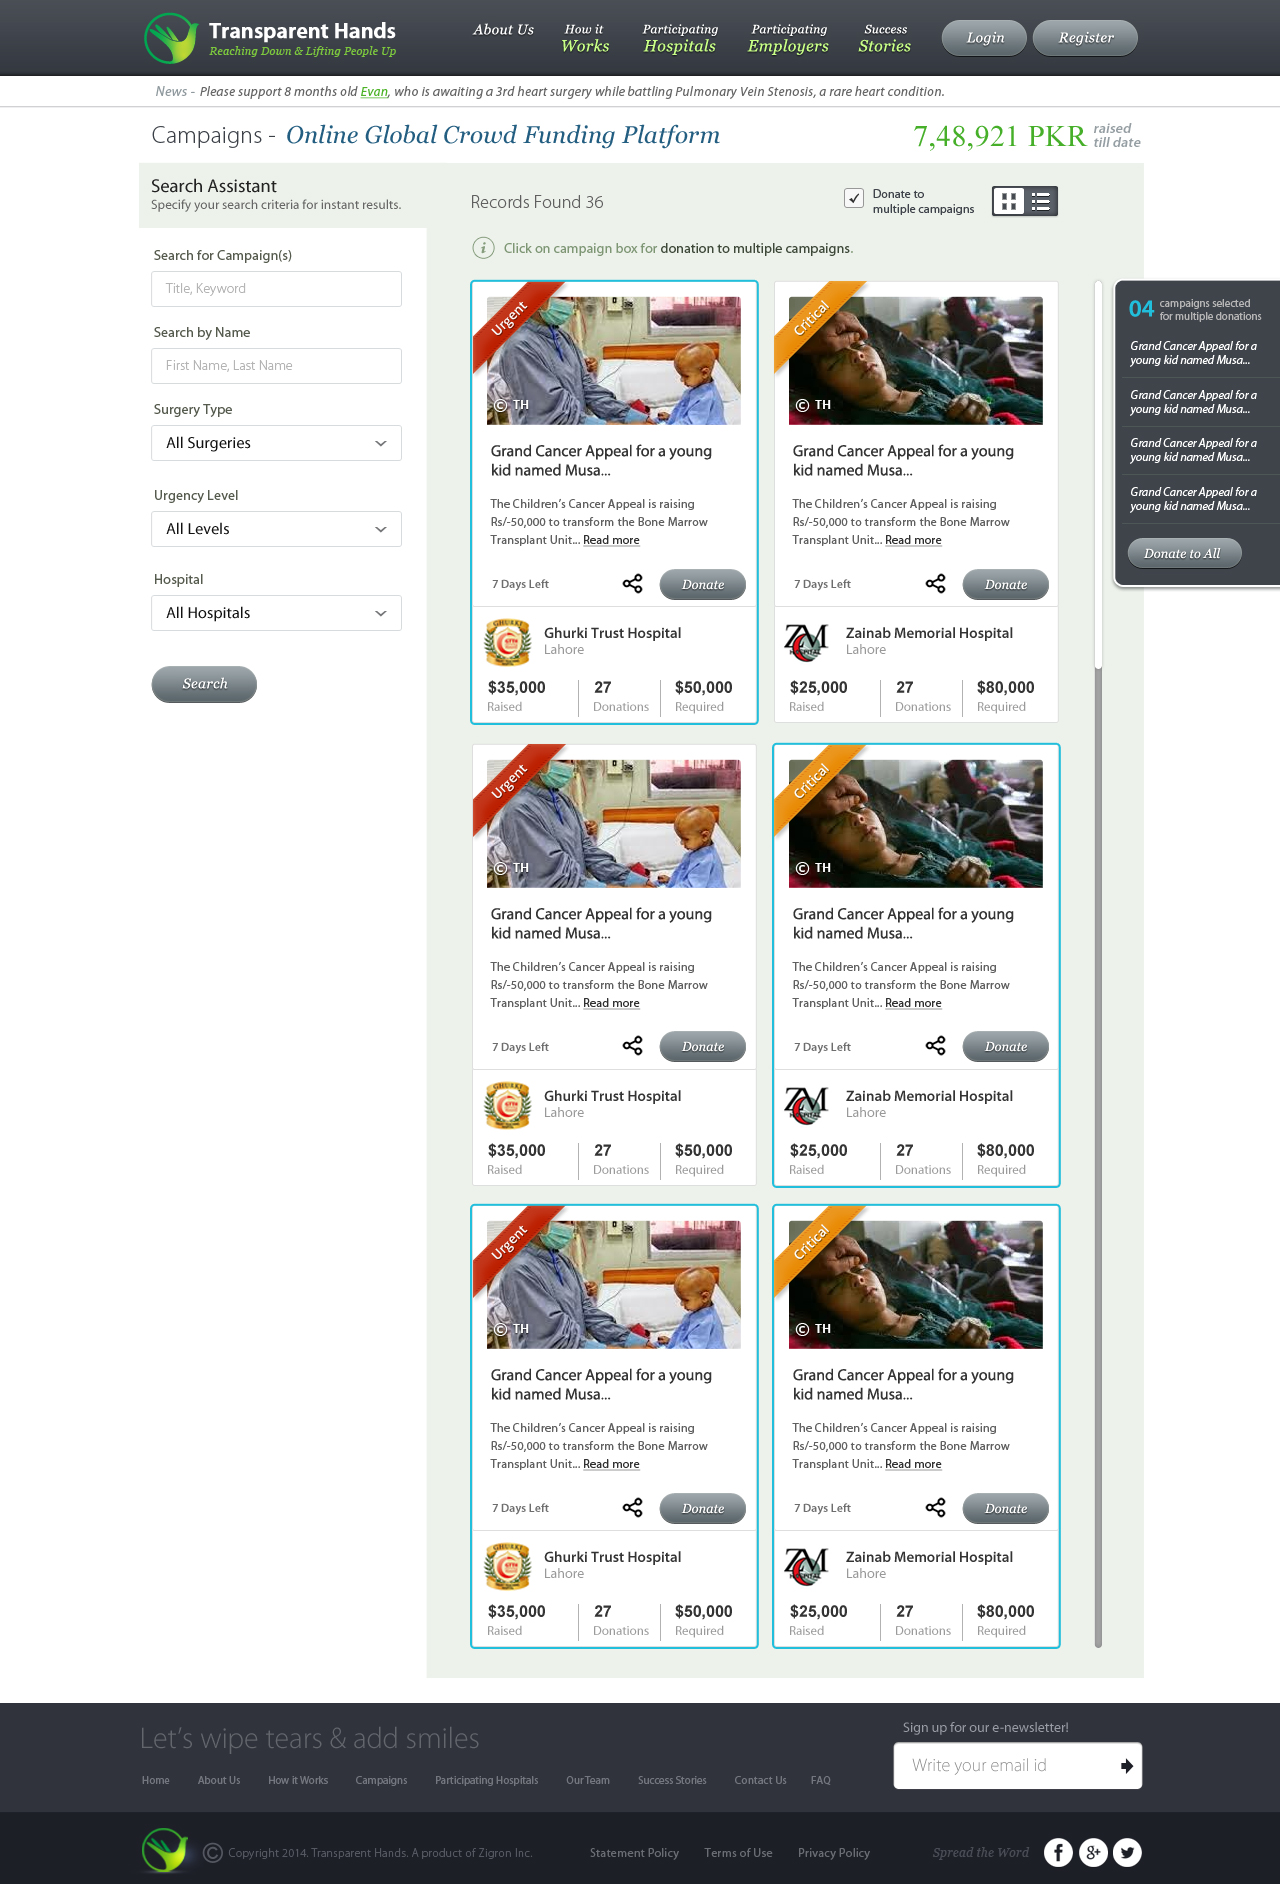 Transparent Hands
Reaching Down & Lifting People Up
About Us
How it
Works
Participating
Hospitals
Participating
Employers
Success
Stories
Login
Register
News - Please support 8 months old Evan, who is awaiting a 3rd heart surgery while battling Pulmonary Vein Stenosis, a rare heart condition.
Campaigns - Online Global Crowd Funding Platform
7,48,921 PKR raised
till date
Search Assistant
Specify your search criteria for instant results.
Search for Campaign(s)
Title, Keyword
Search by Name
First Name, Last Name
Surgery Type
All Surgeries
Urgency Level
All Levels
Hospital
All Hospitals
Search
Records Found 36
Donate to
multiple campaigns
i Click on campaign box for donation to multiple campaigns.
Urgent
© TH
Grand Cancer Appeal for a young
kid named Musa...
The Children's Cancer Appeal is raising
Rs/-50,000 to transform the Bone Marrow
Transplant Unit... Read more
7 Days Left
Donate
GHURKI
Ghurki Trust Hospital
Lahore
$35,000 27 $50,000
Raised Donations Required
Critical
© TH
Grand Cancer Appeal for a young
kid named Musa...
The Children's Cancer Appeal is raising
Rs/-50,000 to transform the Bone Marrow
Transplant Unit... Read more
7 Days Left
Donate
ZM
HOSPITAL
Zainab Memorial Hospital
Lahore
$25,000 27 $80,000
Raised Donations Required
04 campaigns selected
for multiple donations
Grand Cancer Appeal for a
young kid named Musa...
Grand Cancer Appeal for a
young kid named Musa...
Grand Cancer Appeal for a
young kid named Musa...
Grand Cancer Appeal for a
young kid named Musa...
Donate to All
Urgent
© TH
Grand Cancer Appeal for a young
kid named Musa...
The Children's Cancer Appeal is raising
Rs/-50,000 to transform the Bone Marrow
Transplant Unit... Read more
7 Days Left
Donate
GHURKI
Ghurki Trust Hospital
Lahore
$35,000 27 $50,000
Raised Donations Required
Critical
© TH
Grand Cancer Appeal for a young
kid named Musa...
The Children's Cancer Appeal is raising
Rs/-50,000 to transform the Bone Marrow
Transplant Unit... Read more
7 Days Left
Donate
ZM
HOSPITAL
Zainab Memorial Hospital
Lahore
$25,000 27 $80,000
Raised Donations Required
Urgent
© TH
Grand Cancer Appeal for a young
kid named Musa...
The Children's Cancer Appeal is raising
Rs/-50,000 to transform the Bone Marrow
Transplant Unit... Read more
7 Days Left
Donate
GHURKI
Ghurki Trust Hospital
Lahore
$35,000 27 $50,000
Raised Donations Required
Critical
© TH
Grand Cancer Appeal for a young
kid named Musa...
The Children's Cancer Appeal is raising
Rs/-50,000 to transform the Bone Marrow
Transplant Unit... Read more
7 Days Left
Donate
ZM
HOSPITAL
Zainab Memorial Hospital
Lahore
$25,000 27 $80,000
Raised Donations Required
Let's wipe tears & add smiles
Home About Us How it Works Campaigns Participating Hospitals Our Team Success Stories Contact Us FAQ
Sign up for our e-newsletter!
Write your email id
© Copyright 2014. Transparent Hands. A product of Zigron Inc.
Statement Policy Terms of Use Privacy Policy
Spread the Word
f 8+